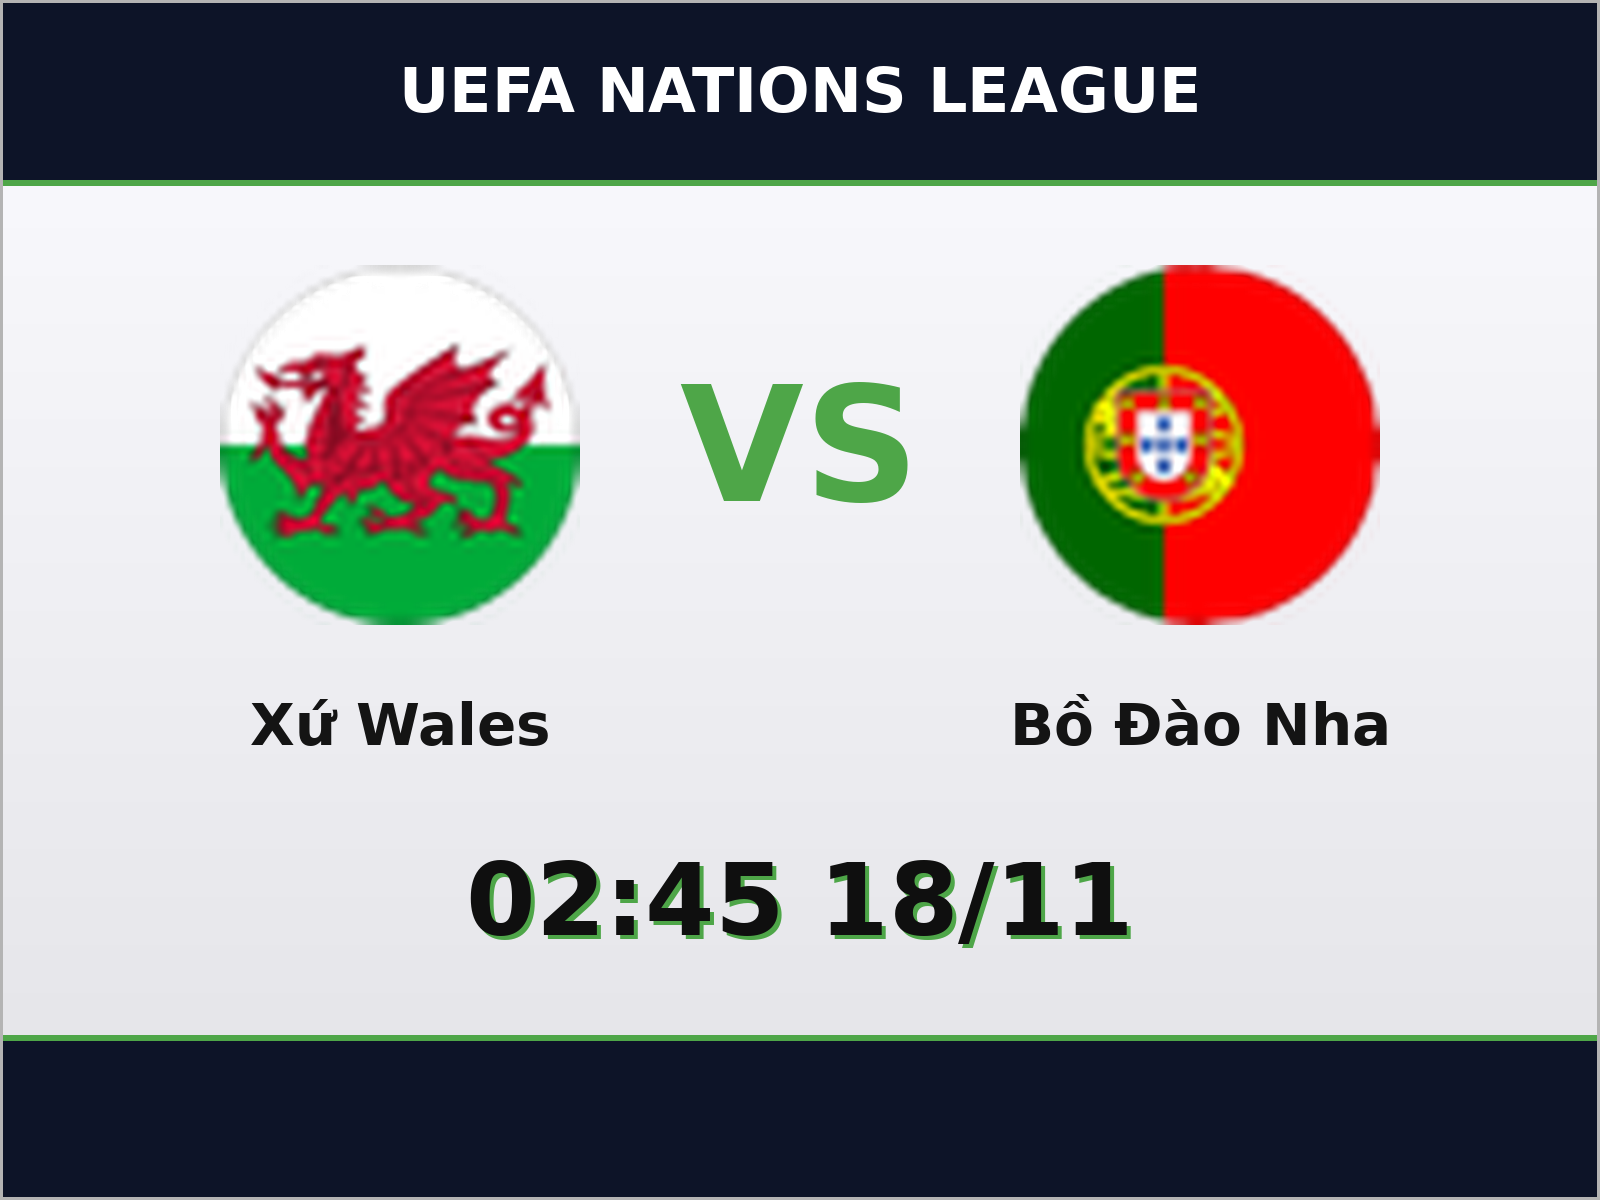 UEFA NATIONS LEAGUE
VS
Xứ Wales
Bồ Đào Nha
02:45 18/11